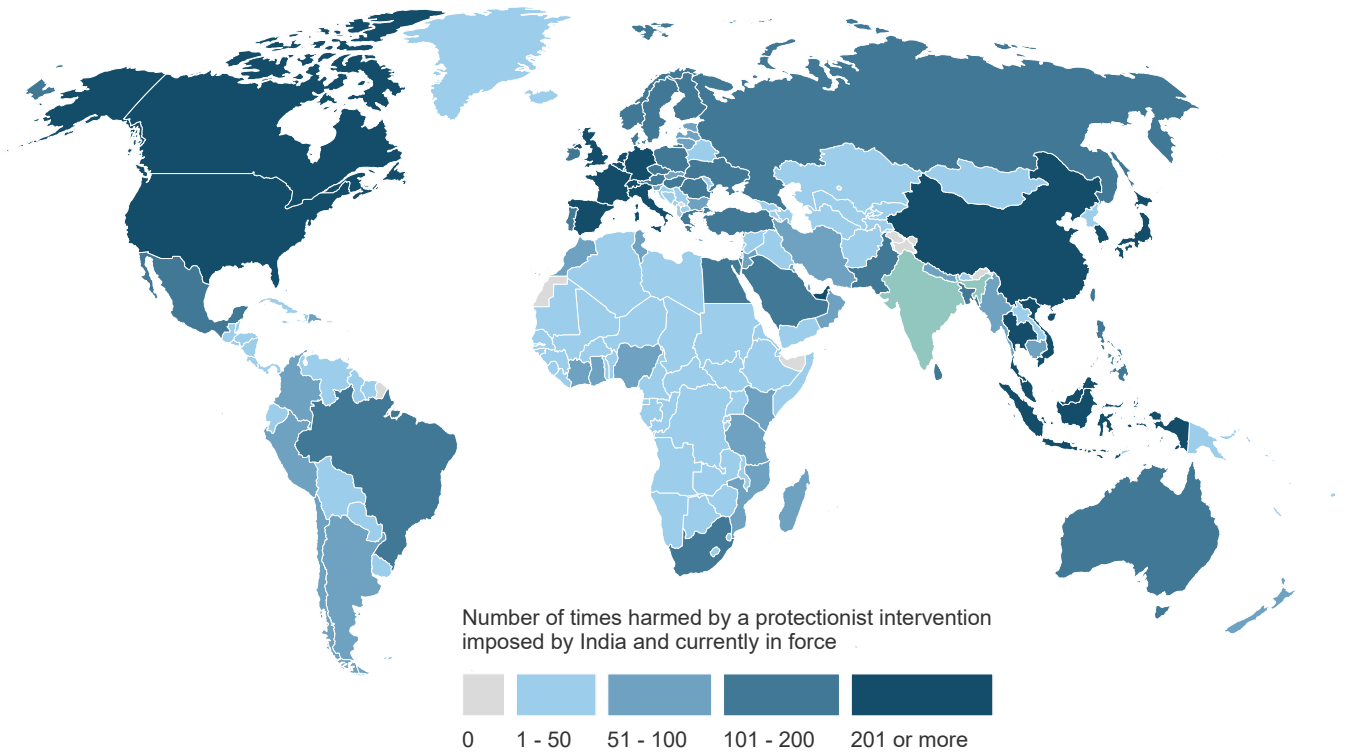 Number of times harmed by a protectionist intervention
imposed by India and currently in force
0
1 - 50
51 - 100
101 - 200
201 or more